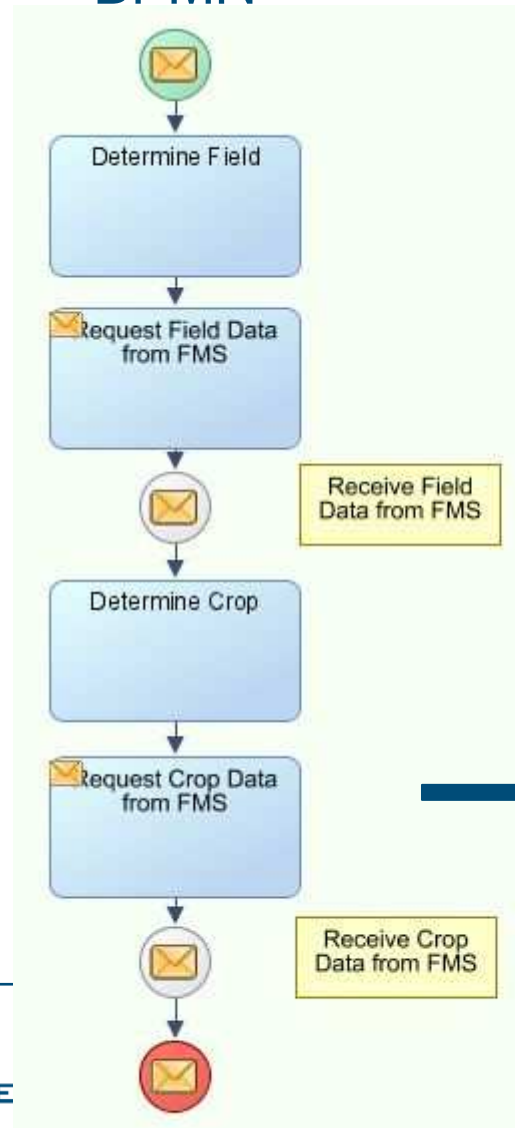 BPMN
Determine Field
Request Field Data
from FMS
Receive Field
Data from FMS
Determine Crop
Request Crop Data
from FMS
Receive Crop
Data from FMS